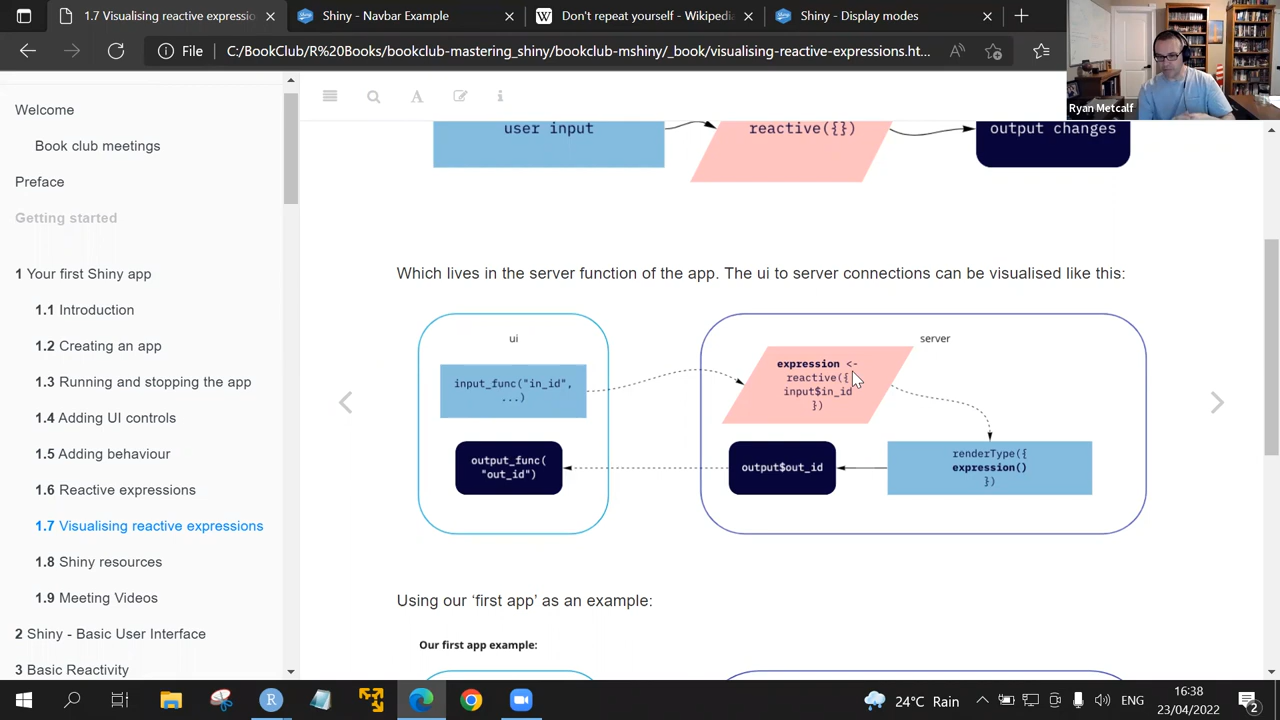 1.7 Visualising reactive expressio
Shiny - Navbar Example
on't repeat yourself - Wikiped
Shiny - Display mo
File
C:/BookClub/R%20Books/bookclub-mastering_shiny/bookclub-mshiny/_book/visualising-reactive-expressions.ht...
Ryan Metcalf
Welcome
Book club meetings
Preface
Getting started
1 Your first Shiny app
1.1 Introduction
1.2 Creating an app
1.3 Running and stopping the app
1.4 Adding UI controls
1.5 Adding behaviour
1.6 Reactive expressions
1.7 Visualising reactive expressions
1.8 Shiny resources
1.9 Meeting Videos
2 Shiny - Basic User Interface
3 Basic Reactivity
user input
reactive({})
output changes
Which lives in the server function of the app. The ui to server connections can be visualised like this:
ui
input_func("in_id",
...)
output_func(
"out_id")
server
expression <-
reactive({
input$in_id
})
output$out_id
renderType({
expression()
})
Using our ‘first app’ as an example:
Our first app example:
24°C Rain
ENG
16:38
23/04/2022
2